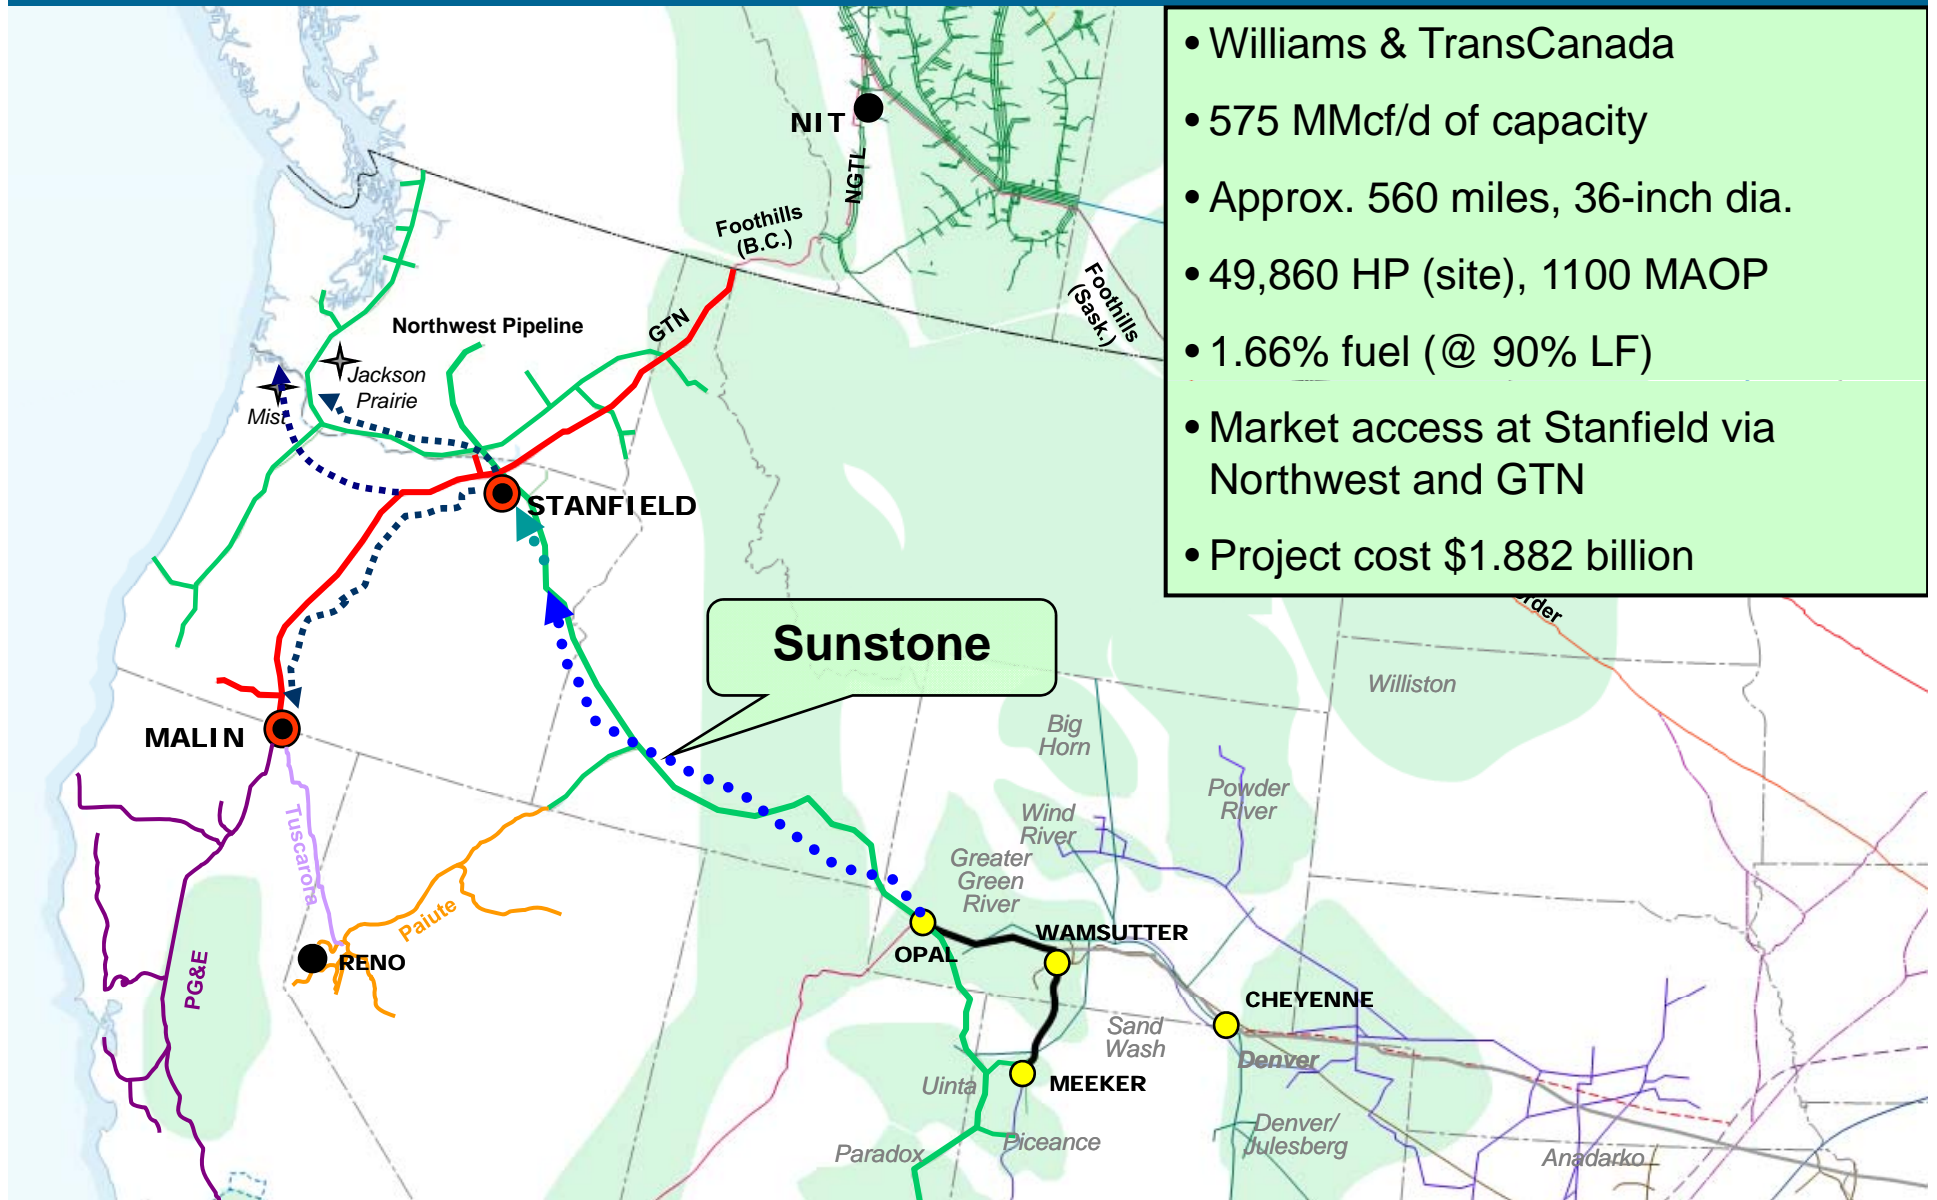 • Williams & TransCanada
• 575 MMcf/d of capacity
• Approx. 560 miles, 36-inch dia.
• 49,860 HP (site), 1100 MAOP
• 1.66% fuel (@ 90% LF)
• Market access at Stanfield via
Northwest and GTN
• Project cost $1.882 billion
NIT
NGTL
Foothills
(B.C.)
Foothills
(Sask.)
GTN
Northwest Pipeline
Jackson
Prairie
Mist
STANFIELD
Sunstone
MALIN
Tuscarora
Paiute
RENO
PG&E
Williston
Big
Horn
Powder
River
Wind
River
Greater
Green
River
OPAL
WAMSUTTER
CHEYENNE
Sand
Wash
Denver
MEEKER
Uinta
Piceance
Paradox
Denver/
Julesberg
Anadarko